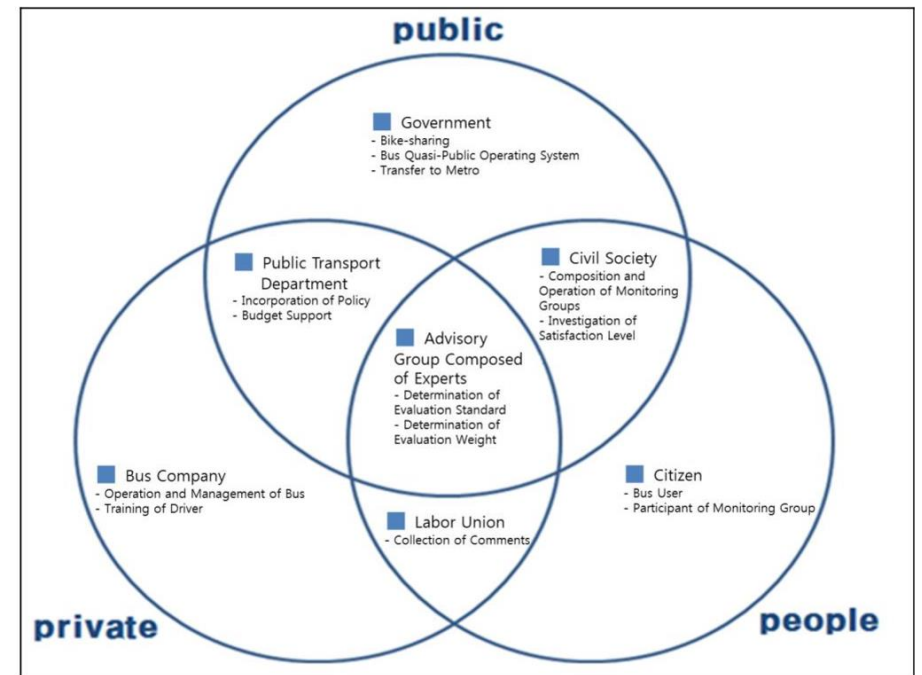 public
Government
- Bike-sharing
- Bus Quasi-Public Operating System
- Transfer to Metro
Public Transport
Department
- Incorporation of Policy
- Budget Support
Civil Society
- Composition and
Operation of Monitoring
Groups
- Investigation of
Satisfaction Level
Advisory
Group Composed
of Experts
- Determination of
Evaluation Standard
- Determination of
Evaluation Weight
Bus Company
- Operation and Management of Bus
- Training of Driver
Citizen
- Bus User
- Participant of Monitoring Group
Labor Union
- Collection of Comments
private
people